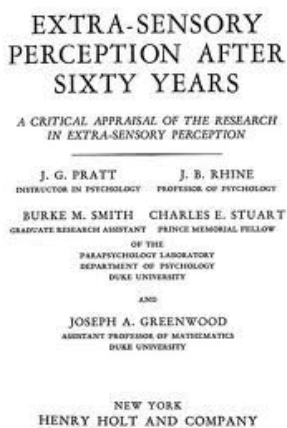 EXTRA-SENSORY
PERCEPTION AFTER
SIXTY YEARS
A CRITICAL APPRAISAL OF THE RESEARCH
IN EXTRA-SENSORY PERCEPTION
J. G. PRATT J. B. RHINE
INSTRUCTOR IN PSYCHOLOGY PROFESSOR OF PSYCHOLOGY
BURKE M. SMITH CHARLES E. STUART
GRADUATE RESEARCH ASSISTANT PRINCE MEMORIAL FELLOW
OF THE
PARAPSYCHOLOGY LABORATORY
DEPARTMENT OF PSYCHOLOGY
DUKE UNIVERSITY
AND
JOSEPH A. GREENWOOD
ASSISTANT PROFESSOR OF MATHEMATICS
DUKE UNIVERSITY
NEW YORK
HENRY HOLT AND COMPANY